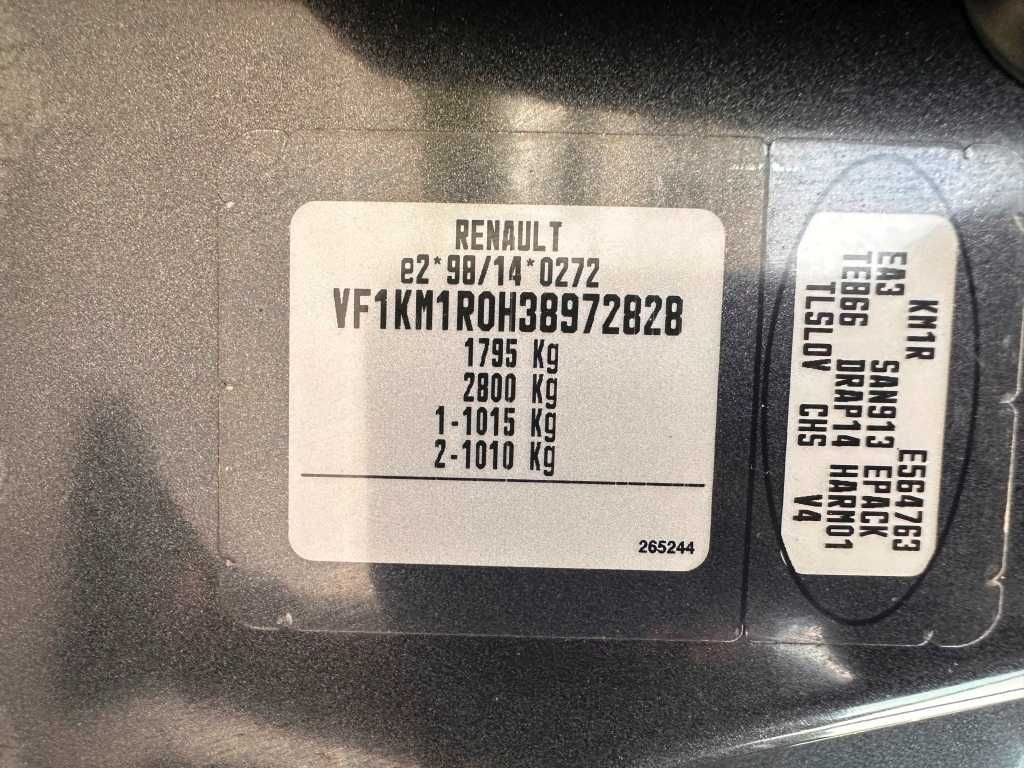 RENAULT
e2*98/14*0272
VF1KM1R0H38972828
1795 Kg
2800 Kg
1-1015 Kg
2-1010 Kg
265244
KM1R E564763
EA3 SAN913 EPACK
TEB66 DRAP14 HARM01
TLSLOV CHS V4